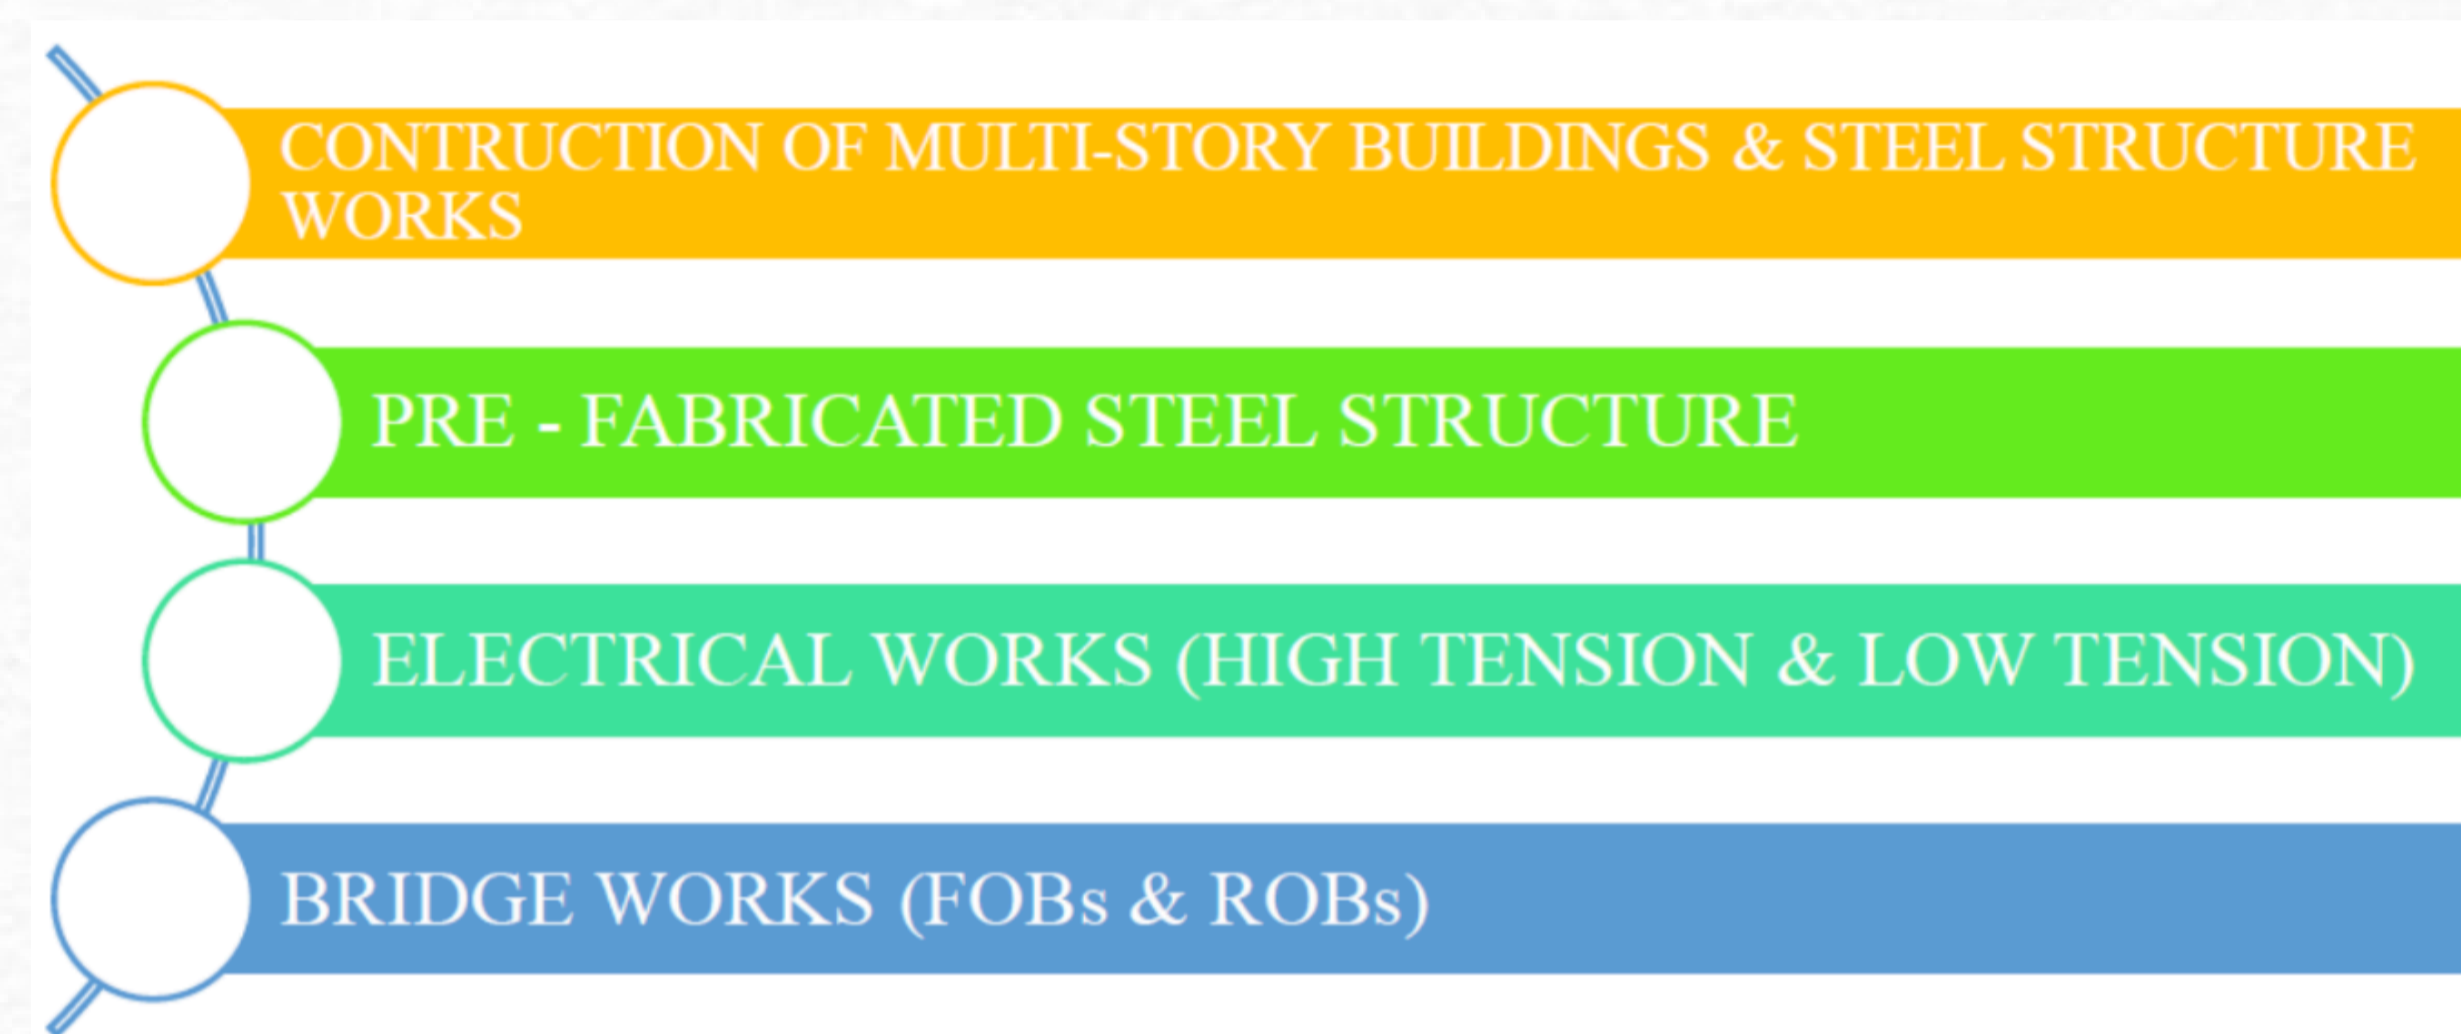 CONTRUCTION OF MULTI-STORY BUILDINGS & STEEL STRUCTURE
WORKS
PRE - FABRICATED STEEL STRUCTURE
ELECTRICAL WORKS (HIGH TENSION & LOW TENSION)
BRIDGE WORKS (FOBs & ROBs)